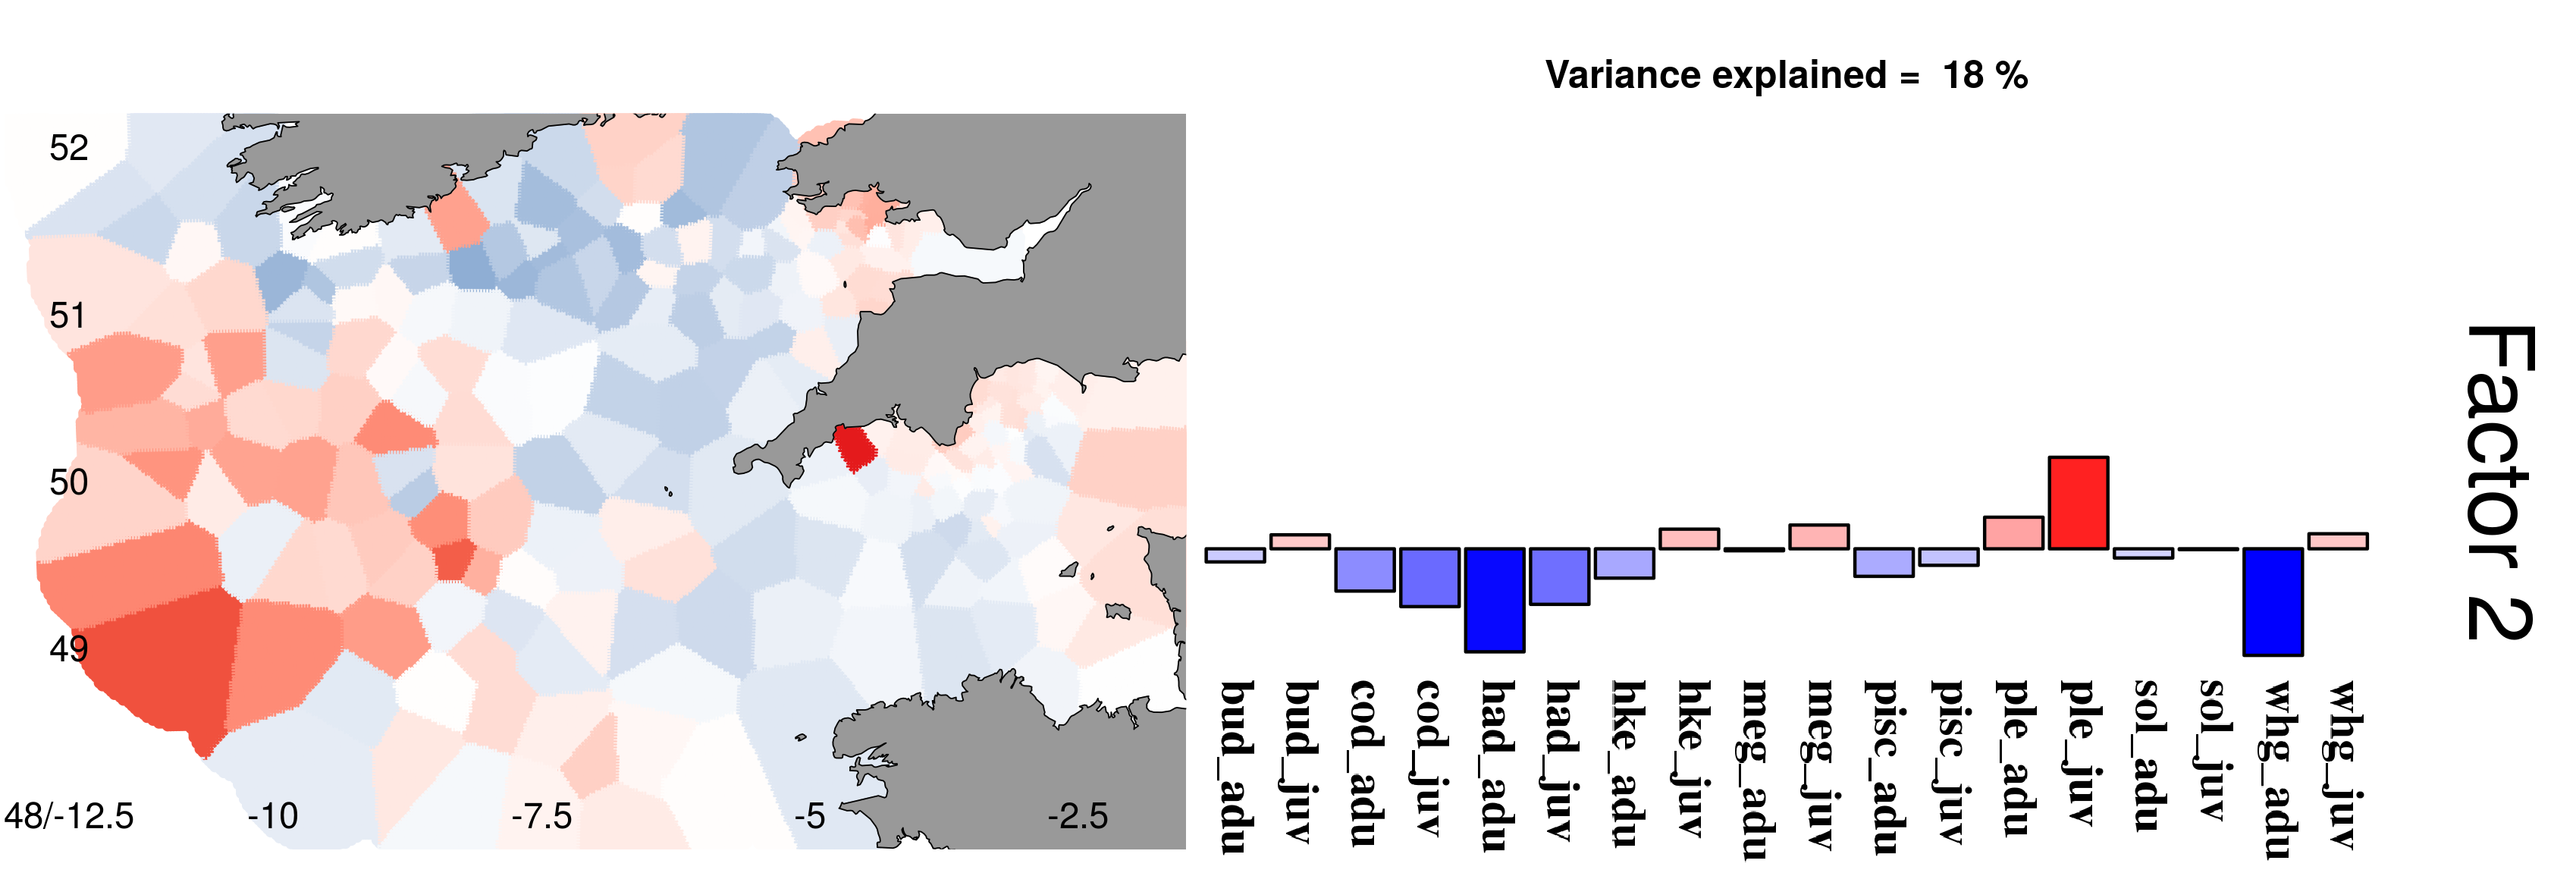 Variance explained = 18 %
52
51
50
49
48/-12.5
-10
-7.5
-5
-2.5
bud_adu
bud_juv
cod_adu
cod_juv
had_adu
had_juv
hke_adu
hke_juv
meg_adu
meg_juv
pisc_adu
pisc_juv
ple_adu
ple_juv
sol_adu
sol_juv
whg_adu
whg_juv
Factor 2